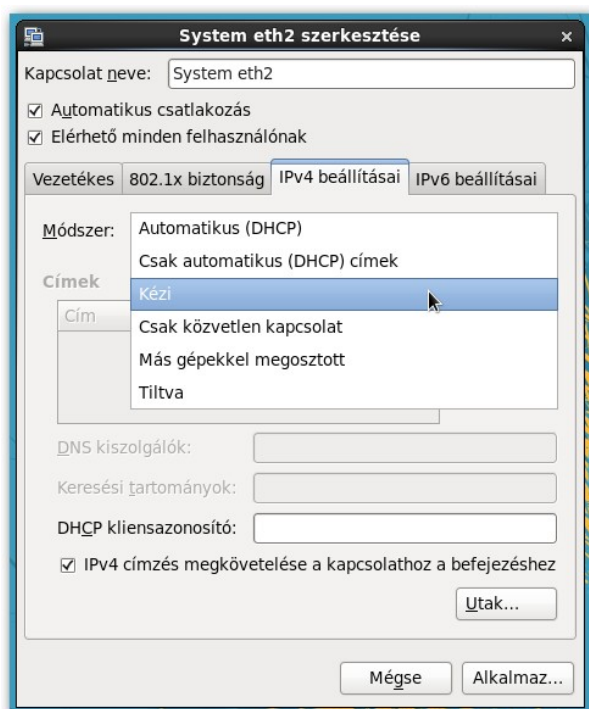 System eth2 szerkesztése
Kapcsolat neve: System eth2
Automatikus csatlakozás
Elérhető minden felhasználónak
Vezetékes 802.1x biztonság IPv4 beállításai IPv6 beállításai
Módszer: Automatikus (DHCP)
Csak automatikus (DHCP) címek
Címek
Kézi
Cím
Csak közvetlen kapcsolat
Más gépekkel megosztott
Tiltva
DNS kiszolgálók:
Keresési tartományok:
DHCP kliensazonosító:
IPv4 címzés megkövetelése a kapcsolathoz a befejezéshez
Utak...
Mégse Alkalmaz...